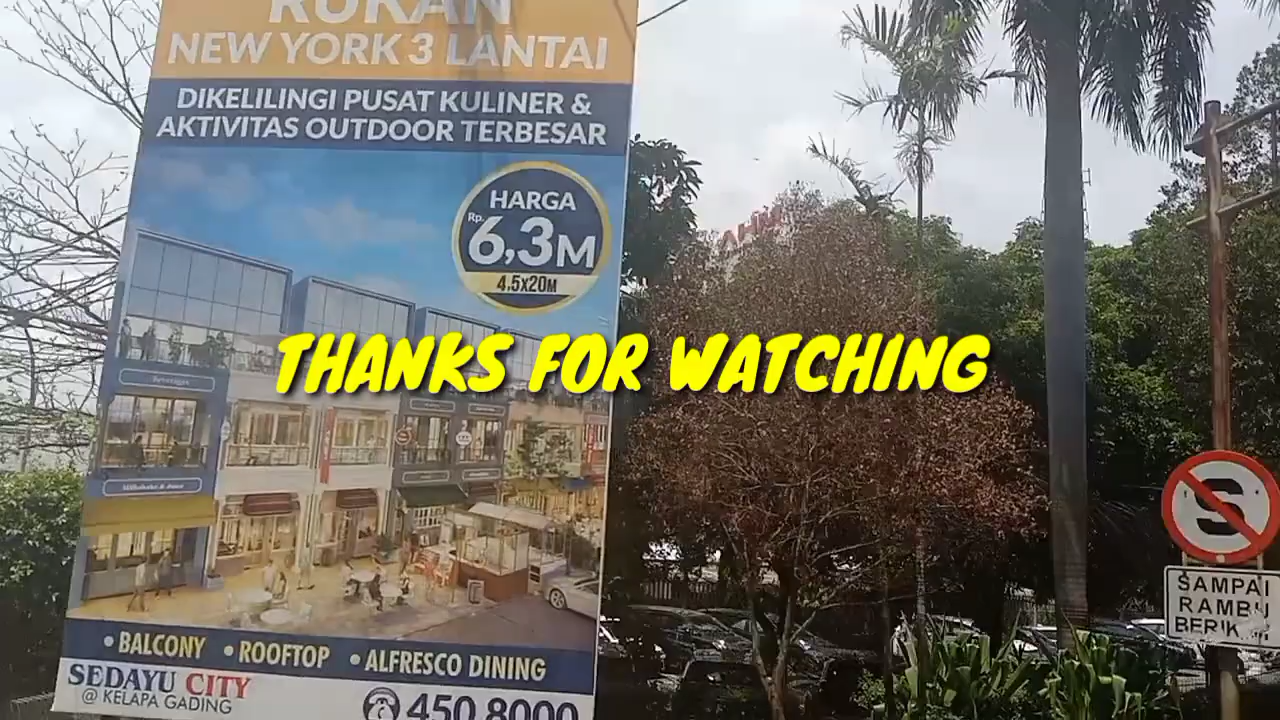 RUKAN
NEW YORK 3 LANTAI
DIKELILINGI PUSAT KULINER &
AKTIVITAS OUTDOOR TERBESAR
HARGA
Rp.
6,3M
4.5x20M
THANKS FOR WATCHING
• BALCONY • ROOFTOP • ALFRESCO DINING
SEDAYU CITY
@ KELAPA GADING
450 8000
S
SAMPAI
RAMBU